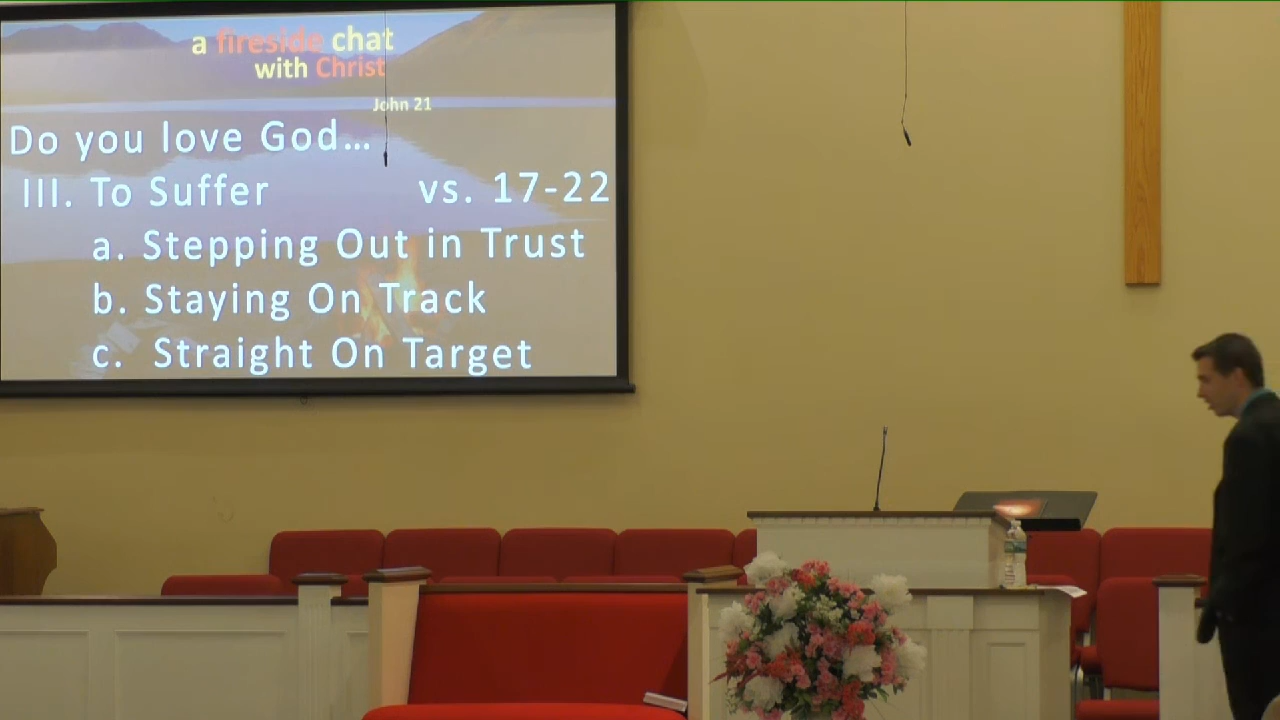 a fireside chat
with Christ
John 21
Do you love God...
III. To Suffer vs. 17-22
a. Stepping Out in Trust
b. Staying On Track
c. Straight On Target